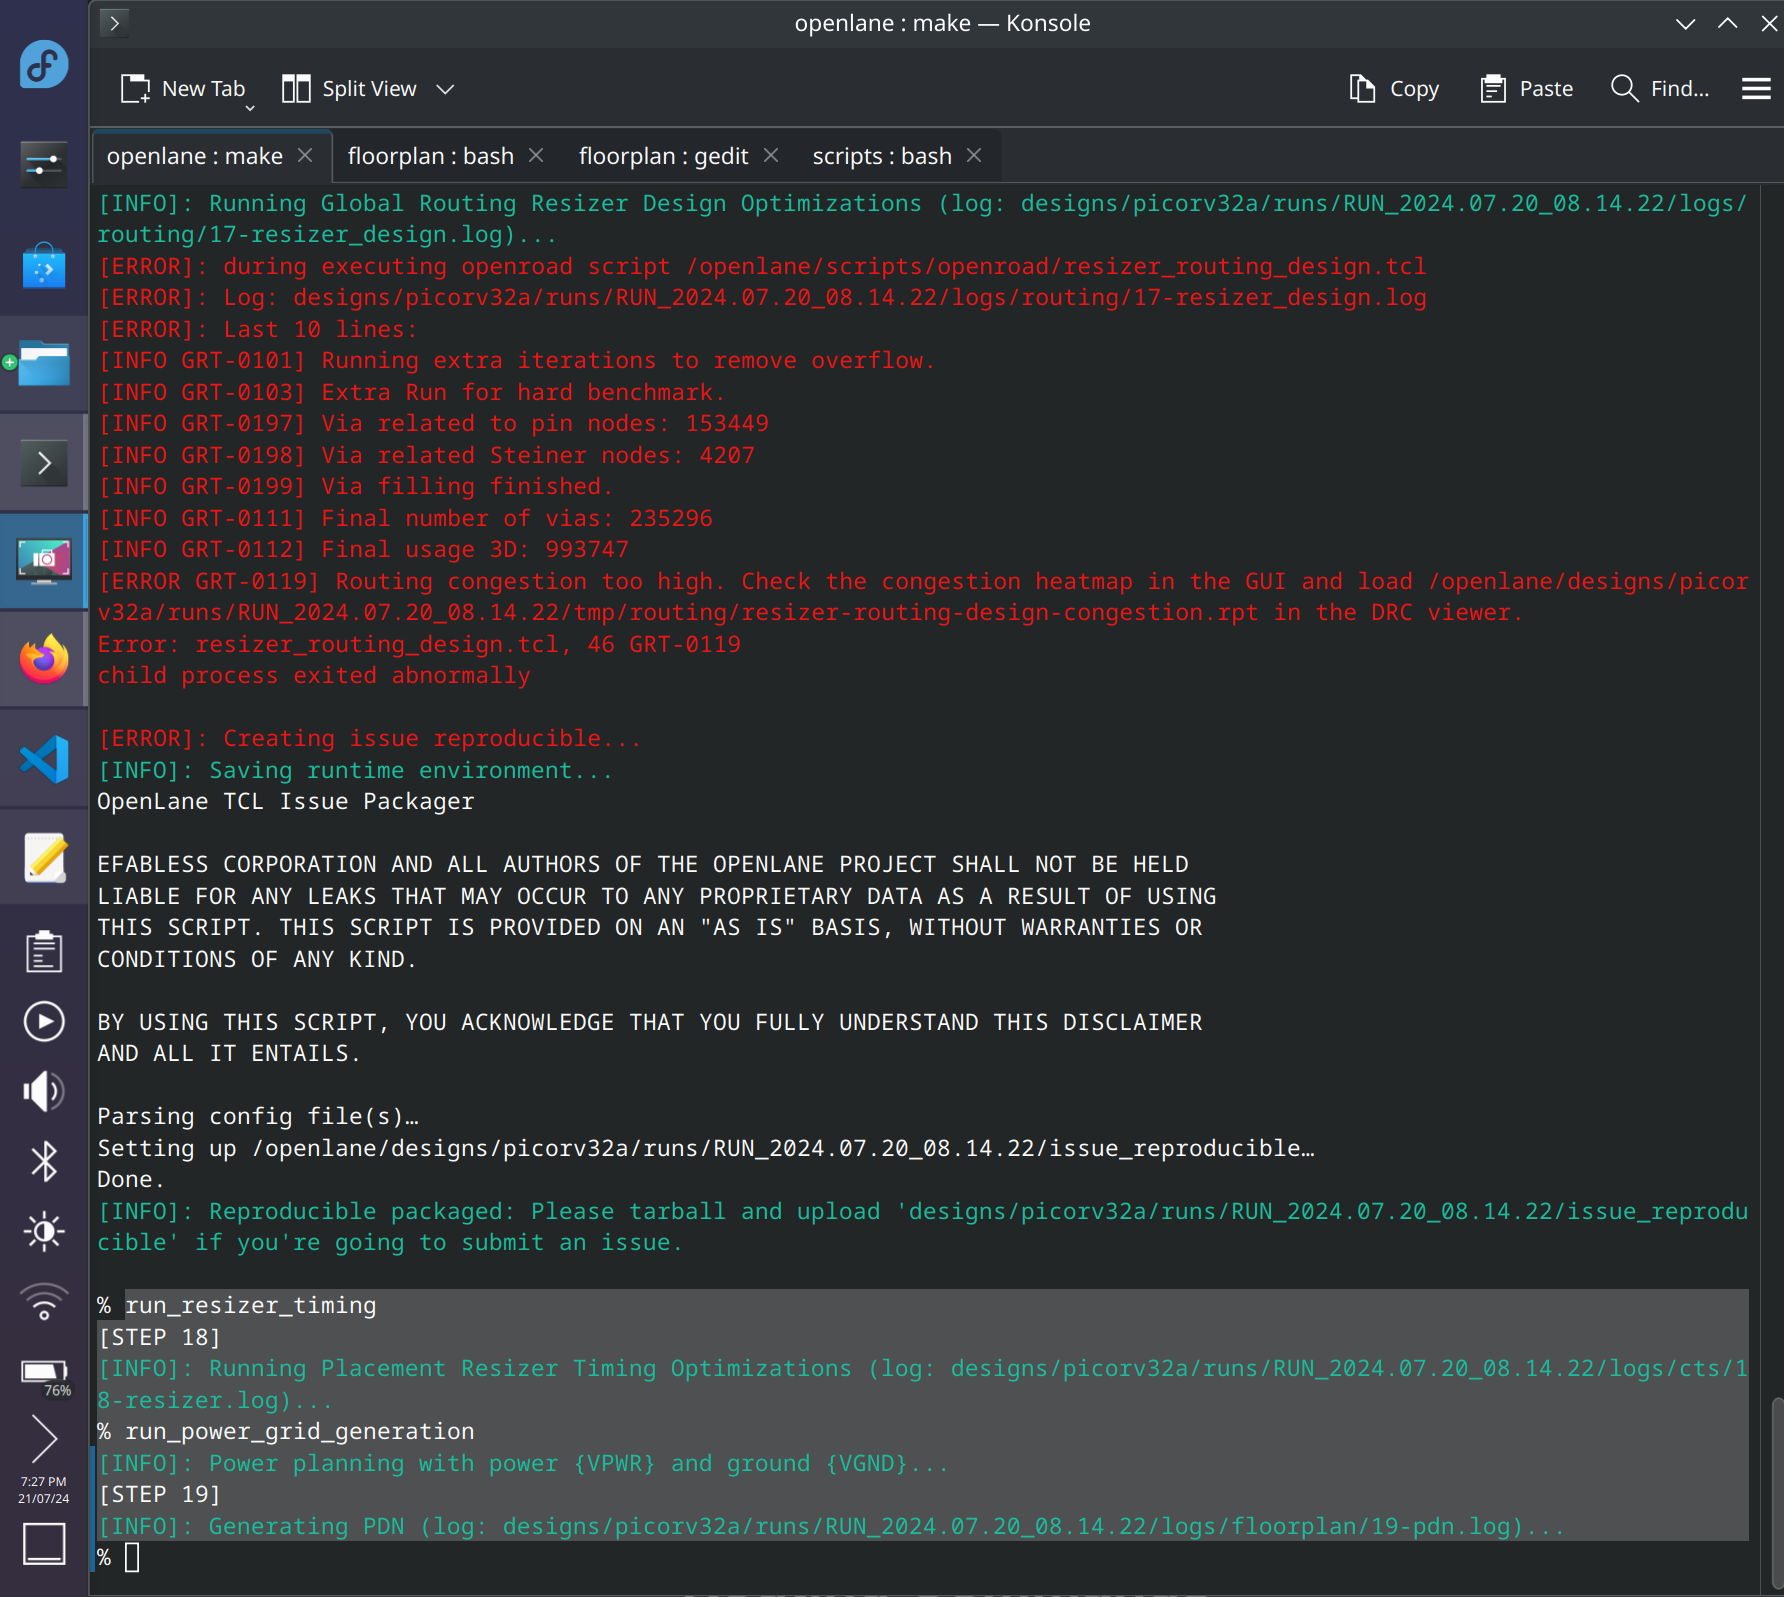 openlane : make — Konsole
New Tab
Split View
Copy
Paste
Find...
openlane : make
floorplan : bash
floorplan : gedit
scripts : bash
[INFO]: Running Global Routing Resizer Design Optimizations (log: designs/picorv32a/runs/RUN_2024.07.20_08.14.22/logs/
routing/17-resizer_design.log)...
[ERROR]: during executing openroad script /openlane/scripts/openroad/resizer_routing_design.tcl
[ERROR]: Log: designs/picorv32a/runs/RUN_2024.07.20_08.14.22/logs/routing/17-resizer_design.log
[ERROR]: Last 10 lines:
[INFO GRT-0101] Running extra iterations to remove overflow.
[INFO GRT-0103] Extra Run for hard benchmark.
[INFO GRT-0197] Via related to pin nodes: 153449
[INFO GRT-0198] Via related Steiner nodes: 4207
[INFO GRT-0199] Via filling finished.
[INFO GRT-0111] Final number of vias: 235296
[INFO GRT-0112] Final usage 3D: 993747
[ERROR GRT-0119] Routing congestion too high. Check the congestion heatmap in the GUI and load /openlane/designs/picor
v32a/runs/RUN_2024.07.20_08.14.22/tmp/routing/resizer-routing-design-congestion.rpt in the DRC viewer.
Error: resizer_routing_design.tcl, 46 GRT-0119
child process exited abnormally
[ERROR]: Creating issue reproducible...
[INFO]: Saving runtime environment...
OpenLane TCL Issue Packager
EFABLESS CORPORATION AND ALL AUTHORS OF THE OPENLANE PROJECT SHALL NOT BE HELD
LIABLE FOR ANY LEAKS THAT MAY OCCUR TO ANY PROPRIETARY DATA AS A RESULT OF USING
THIS SCRIPT. THIS SCRIPT IS PROVIDED ON AN "AS IS" BASIS, WITHOUT WARRANTIES OR
CONDITIONS OF ANY KIND.
BY USING THIS SCRIPT, YOU ACKNOWLEDGE THAT YOU FULLY UNDERSTAND THIS DISCLAIMER
AND ALL IT ENTAILS.
Parsing config file(s)…
Setting up /openlane/designs/picorv32a/runs/RUN_2024.07.20_08.14.22/issue_reproducible…
Done.
[INFO]: Reproducible packaged: Please tarball and upload 'designs/picorv32a/runs/RUN_2024.07.20_08.14.22/issue_reprodu
cible' if you're going to submit an issue.
% run_resizer_timing
[STEP 18]
[INFO]: Running Placement Resizer Timing Optimizations (log: designs/picorv32a/runs/RUN_2024.07.20_08.14.22/logs/cts/1
8-resizer.log)...
% run_power_grid_generation
[INFO]: Power planning with power {VPWR} and ground {VGND}...
[STEP 19]
[INFO]: Generating PDN (log: designs/picorv32a/runs/RUN_2024.07.20_08.14.22/logs/floorplan/19-pdn.log)...
%
76%
7:27 PM
21/07/24